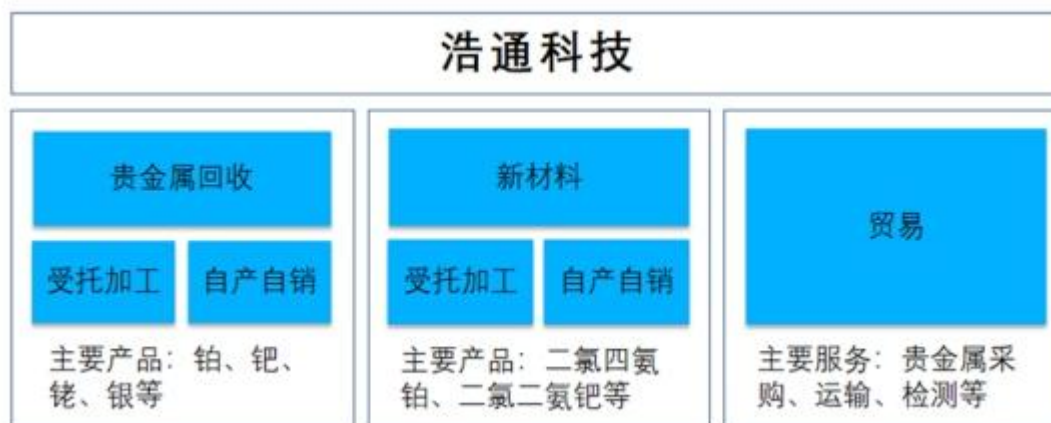 浩通科技
贵金属回收
受托加工
自产自销
主要产品：铂、钯、
铑、银等
新材料
受托加工
自产自销
主要产品：二氯四氨
铂、二氯二氨钯等
贸易
主要服务：贵金属采
购、运输、检测等